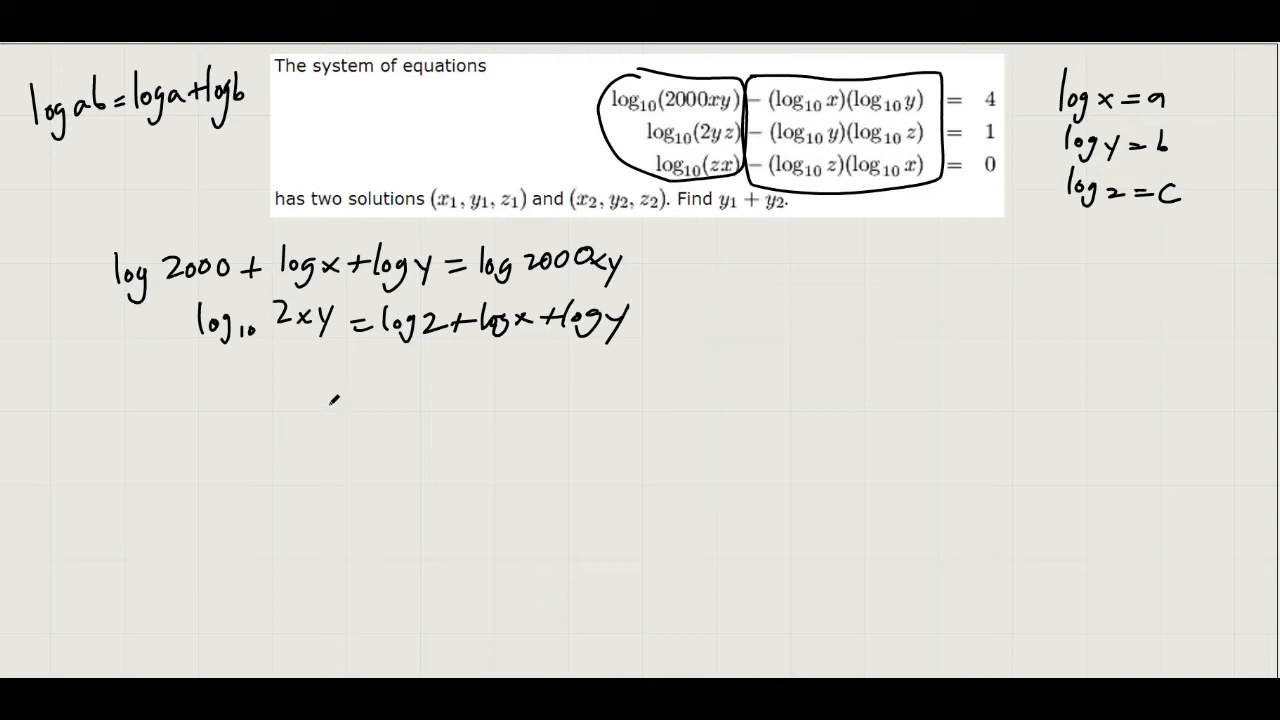 log ab = log a + log b
The system of equations
log₁₀(2000xy) − (log₁₀ x)(log₁₀ y) = 4
log₁₀(2yz) − (log₁₀ y)(log₁₀ z) = 1
log₁₀(zx) − (log₁₀ z)(log₁₀ x) = 0
has two solutions (x₁, y₁, z₁) and (x₂, y₂, z₂). Find y₁ + y₂.
log x = a
log y = b
log z = c
log 2000 + log x + log y = log 2000xy
log₁₀ 2xy = log 2 + log x + log y